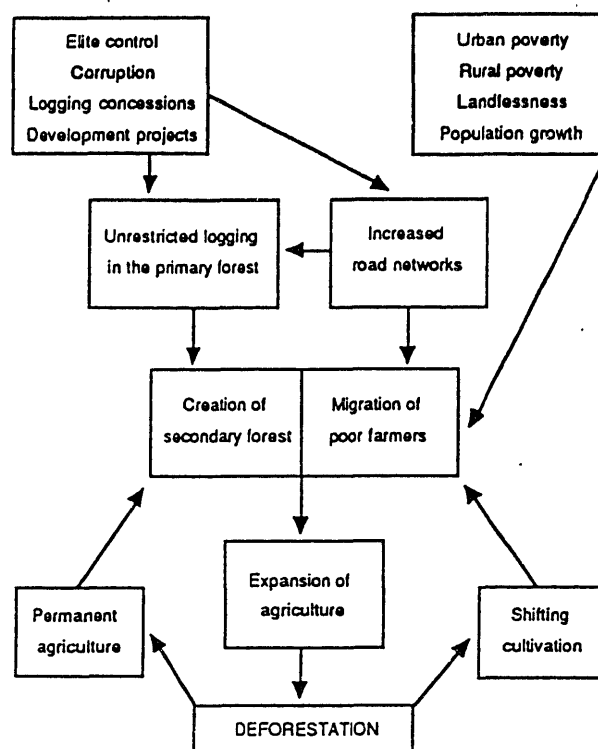 Elite control
Corruption
Logging concessions
Development projects
Urban poverty
Rural poverty
Landlessness
Population growth
Unrestricted logging
in the primary forest
Increased
road networks
Creation of
secondary forest
Migration of
poor farmers
Expansion of
agriculture
Permanent
agriculture
Shifting
cultivation
DEFORESTATION